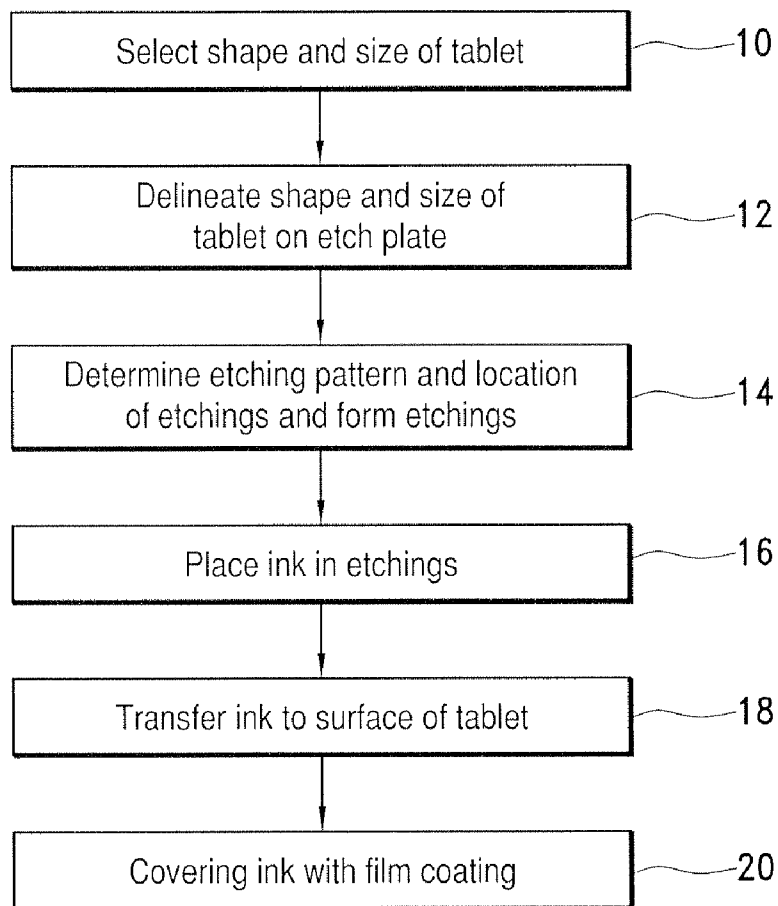 Select shape and size of tablet
10
Delineate shape and size of
tablet on etch plate
12
Determine etching pattern and location
of etchings and form etchings
14
Place ink in etchings
16
Transfer ink to surface of tablet
18
Covering ink with film coating
20